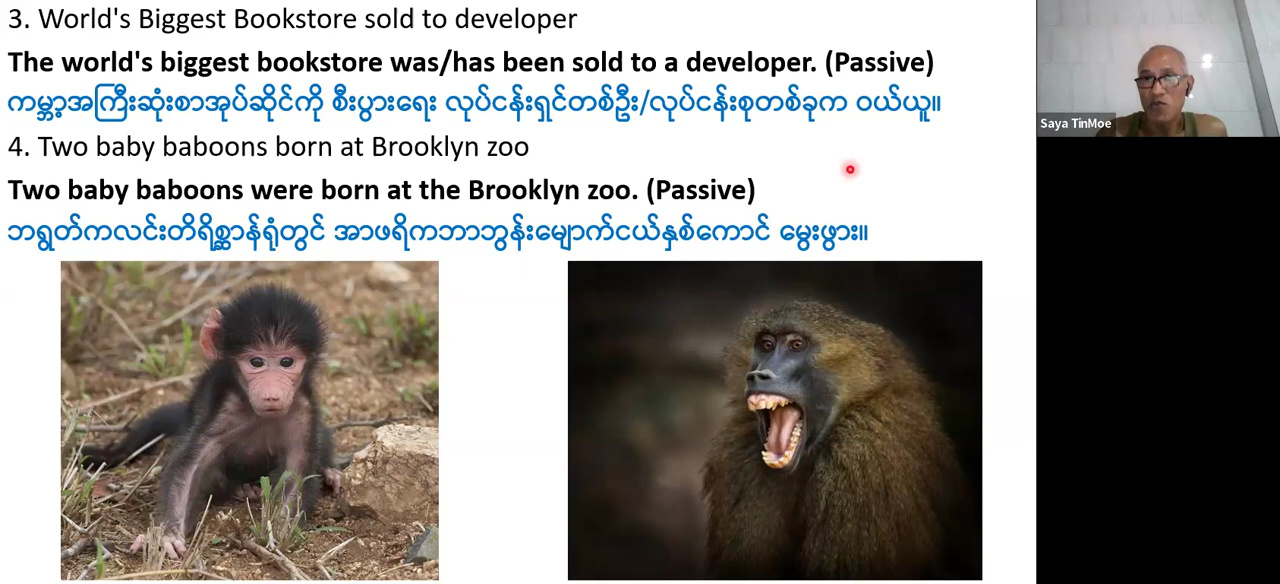 3. World's Biggest Bookstore sold to developer
The world's biggest bookstore was/has been sold to a developer. (Passive)
ကမ္ဘာ့အကြီးဆုံးစာအုပ်ဆိုင်ကို စီးပွားရေး လုပ်ငန်းရှင်တစ်ဦး/လုပ်ငန်းစုတစ်ခုက ဝယ်ယူ။
4. Two baby baboons born at Brooklyn zoo
Two baby baboons were born at the Brooklyn zoo. (Passive)
ဘရွတ်ကလင်းတိရိစ္ဆာန်ရုံတွင် အာဖရိကဘာဘွန်းမျောက်ငယ်နှစ်ကောင် မွေးဖွား။
Saya TinMoe